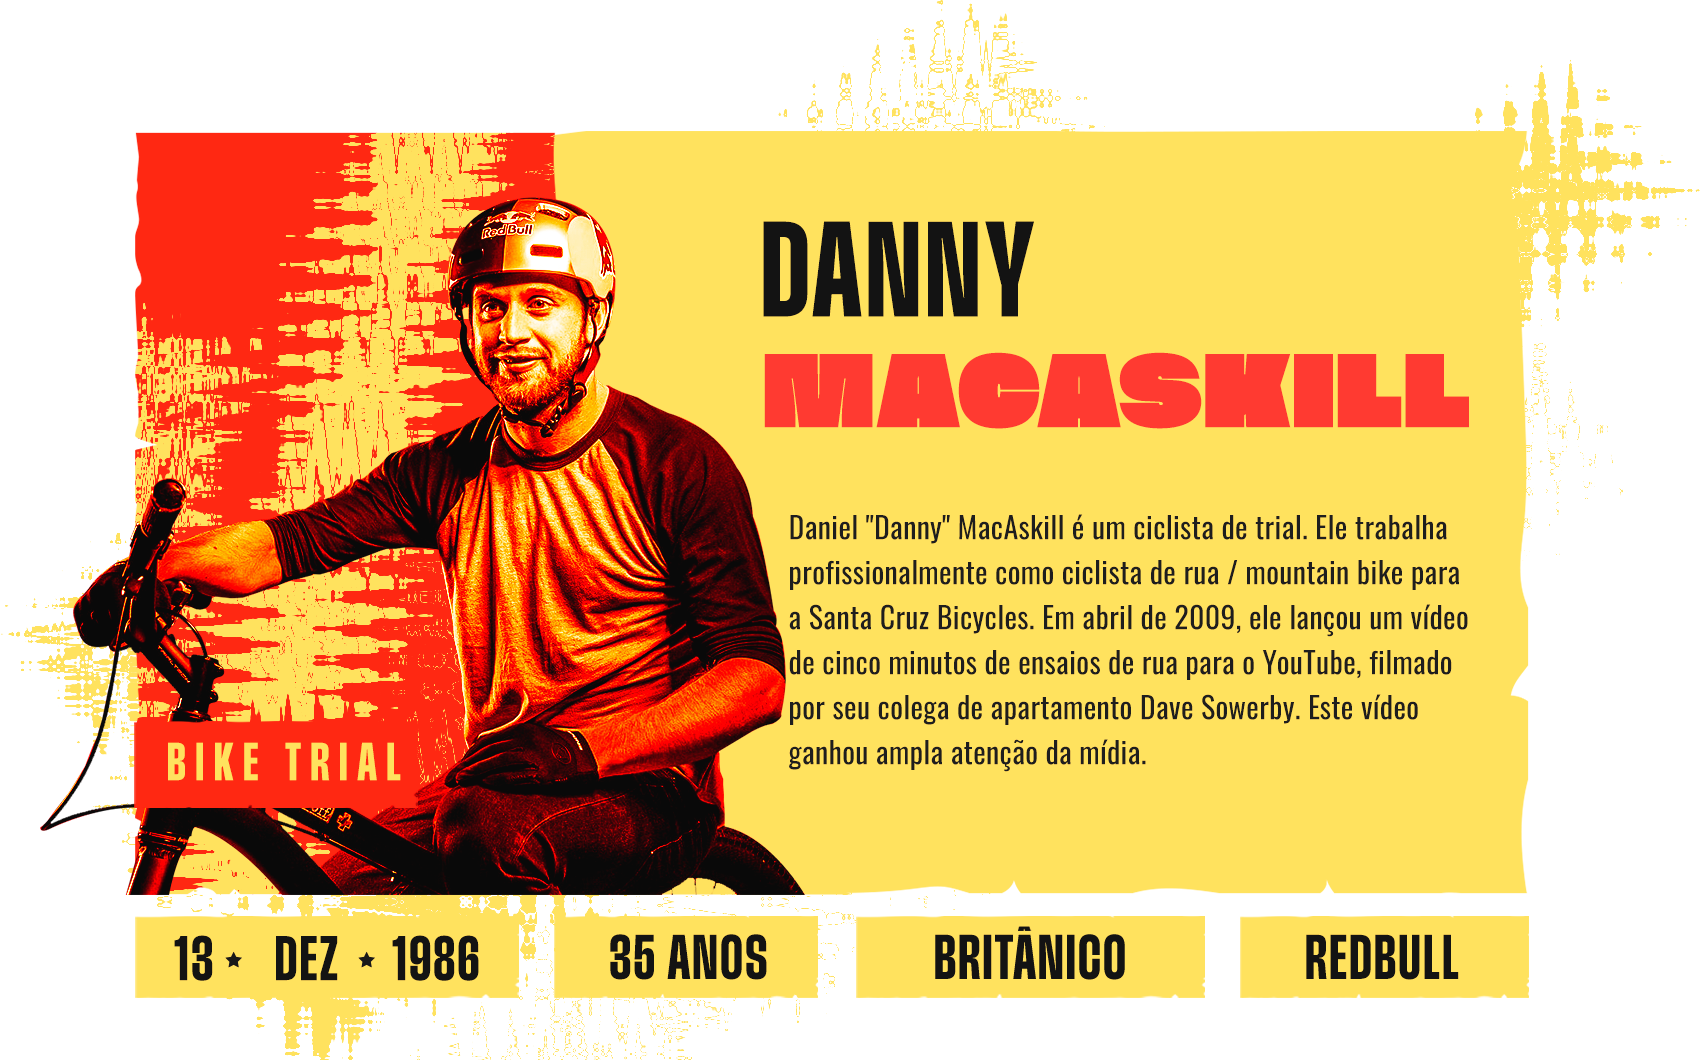 Red Bull
DANNY
MACASKILL
Daniel "Danny" MacAskill é um ciclista de trial. Ele trabalha
profissionalmente como ciclista de rua / mountain bike para
a Santa Cruz Bicycles. Em abril de 2009, ele lançou um vídeo
de cinco minutos de ensaios de rua para o YouTube, filmado
por seu colega de apartamento Dave Sowerby. Este vídeo
ganhou ampla atenção da mídia.
BIKE TRIAL
13 ★ DEZ ★ 1986
35 ANOS
BRITÂNICO
REDBULL